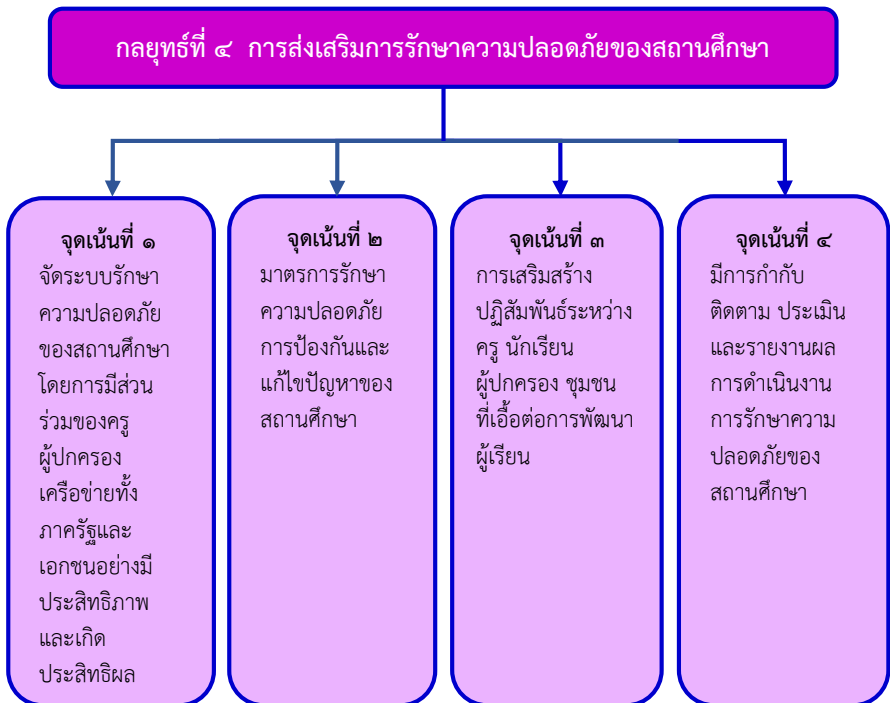 กลยุทธ์ที่ ๔ การส่งเสริมการรักษาความปลอดภัยของสถานศึกษา
จุดเน้นที่ ๑
จัดระบบรักษา
ความปลอดภัย
ของสถานศึกษา
โดยการมีส่วน
ร่วมของครู
ผู้ปกครอง
เครือข่ายทั้ง
ภาครัฐและ
เอกชนอย่างมี
ประสิทธิภาพ
และเกิด
ประสิทธิผล
จุดเน้นที่ ๒
มาตรการรักษา
ความปลอดภัย
การป้องกันและ
แก้ไขปัญหาของ
สถานศึกษา
จุดเน้นที่ ๓
การเสริมสร้าง
ปฏิสัมพันธ์ระหว่าง
ครู นักเรียน
ผู้ปกครอง ชุมชน
ที่เอื้อต่อการพัฒนา
ผู้เรียน
จุดเน้นที่ ๔
มีการกำกับ
ติดตาม ประเมิน
และรายงานผล
การดำเนินงาน
การรักษาความ
ปลอดภัยของ
สถานศึกษา